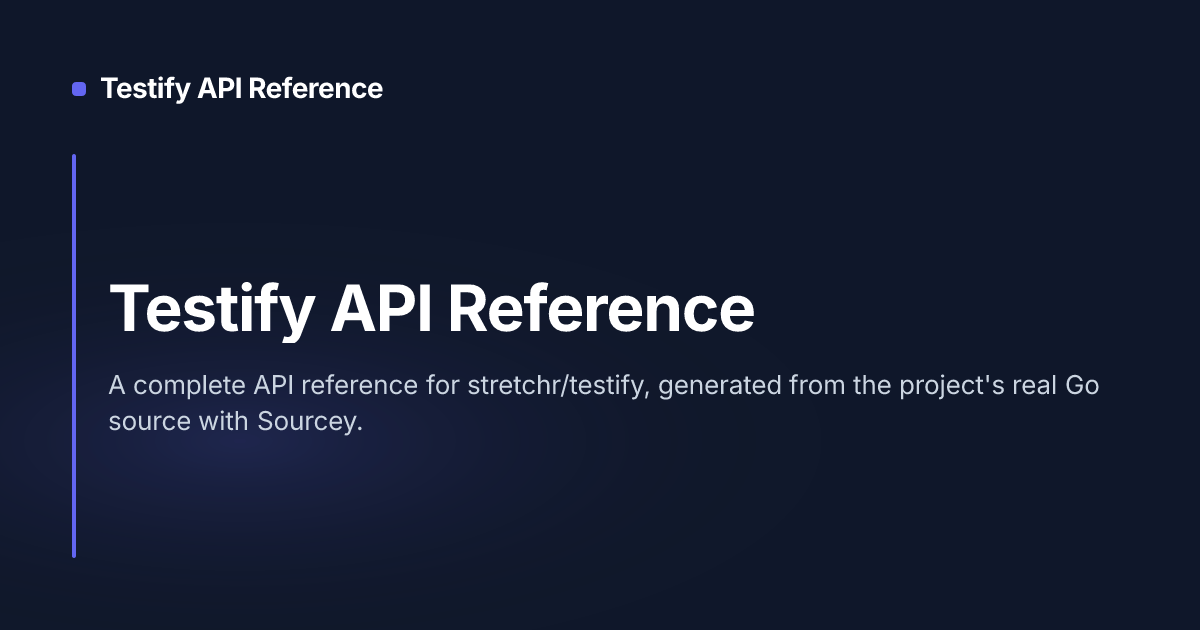 Testify API Reference
Testify API Reference
A complete API reference for stretchr/testify, generated from the project's real Go
source with Sourcey.